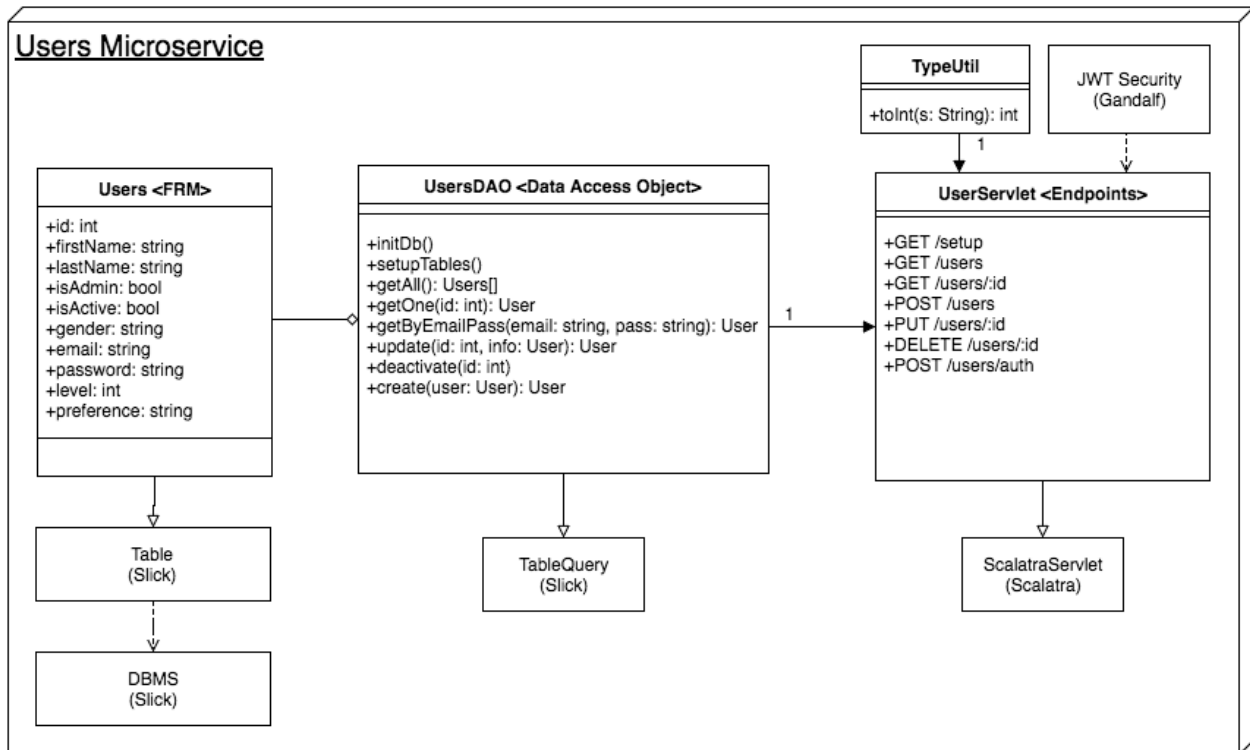 Users Microservice
TypeUtil
+toInt(s: String): int
JWT Security
(Gandalf)
1
Users <FRM>
+id: int
+firstName: string
+lastName: string
+isAdmin: bool
+isActive: bool
+gender: string
+email: string
+password: string
+level: int
+preference: string
UsersDAO <Data Access Object>
+initDb()
+setupTables()
+getAll(): Users[]
+getOne(id: int): User
+getByEmailPass(email: string, pass: string): User
+update(id: int, info: User): User
+deactivate(id: int)
+create(user: User): User
1
UserServlet <Endpoints>
+GET /setup
+GET /users
+GET /users/:id
+POST /users
+PUT /users/:id
+DELETE /users/:id
+POST /users/auth
Table
(Slick)
TableQuery
(Slick)
ScalatraServlet
(Scalatra)
DBMS
(Slick)